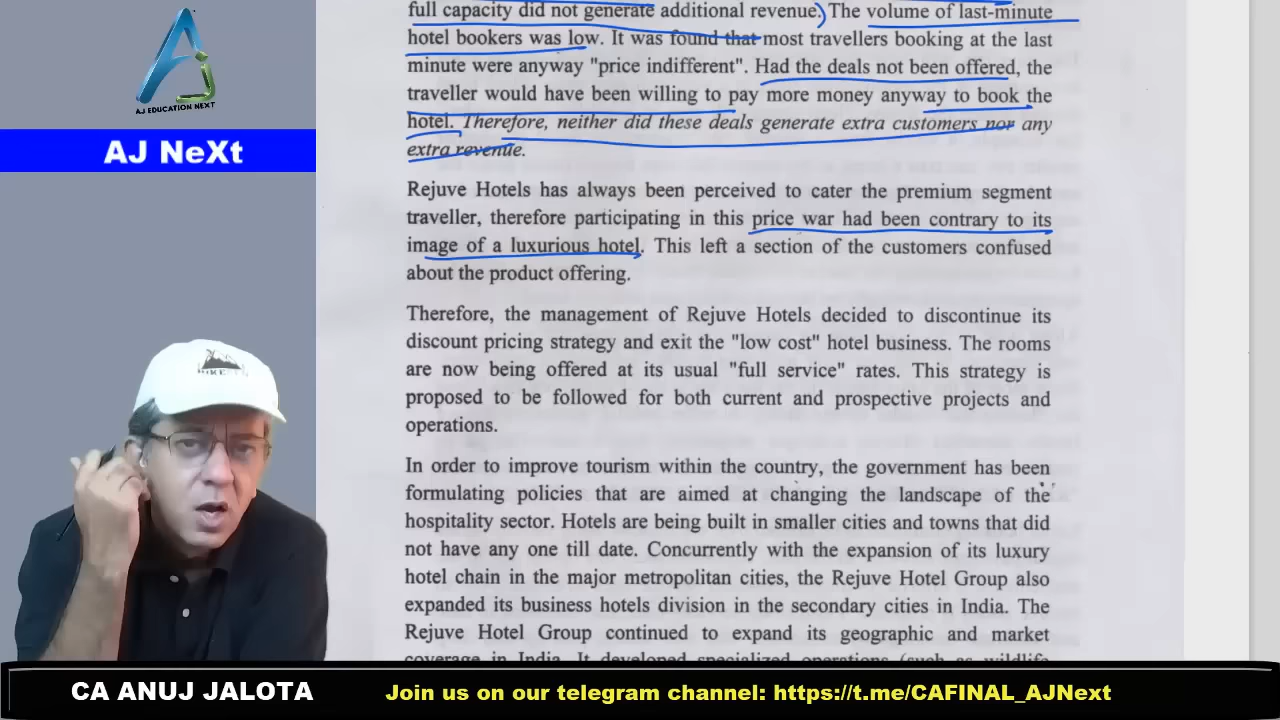 full capacity did not generate additional revenue. The volume of last-minute
hotel bookers was low. It was found that most travellers booking at the last
minute were anyway "price indifferent". Had the deals not been offered, the
traveller would have been willing to pay more money anyway to book the
hotel. Therefore, neither did these deals generate extra customers nor any
extra revenue.
Rejuve Hotels has always been perceived to cater the premium segment
traveller, therefore participating in this price war had been contrary to its
image of a luxurious hotel. This left a section of the customers confused
about the product offering.
Therefore, the management of Rejuve Hotels decided to discontinue its
discount pricing strategy and exit the "low cost" hotel business. The rooms
are now being offered at its usual "full service" rates. This strategy is
proposed to be followed for both current and prospective projects and
operations.
In order to improve tourism within the country, the government has been
formulating policies that are aimed at changing the landscape of the
hospitality sector. Hotels are being built in smaller cities and towns that did
not have any one till date. Concurrently with the expansion of its luxury
hotel chain in the major metropolitan cities, the Rejuve Hotel Group also
expanded its business hotels division in the secondary cities in India. The
Rejuve Hotel Group continued to expand its geographic and market
coverage in India. It developed specialized operations (such as wildlife
AJ EDUCATION NEXT
AJ NeXt
CA ANUJ JALOTA
Join us on our telegram channel: https://t.me/CAFINAL_AJNext